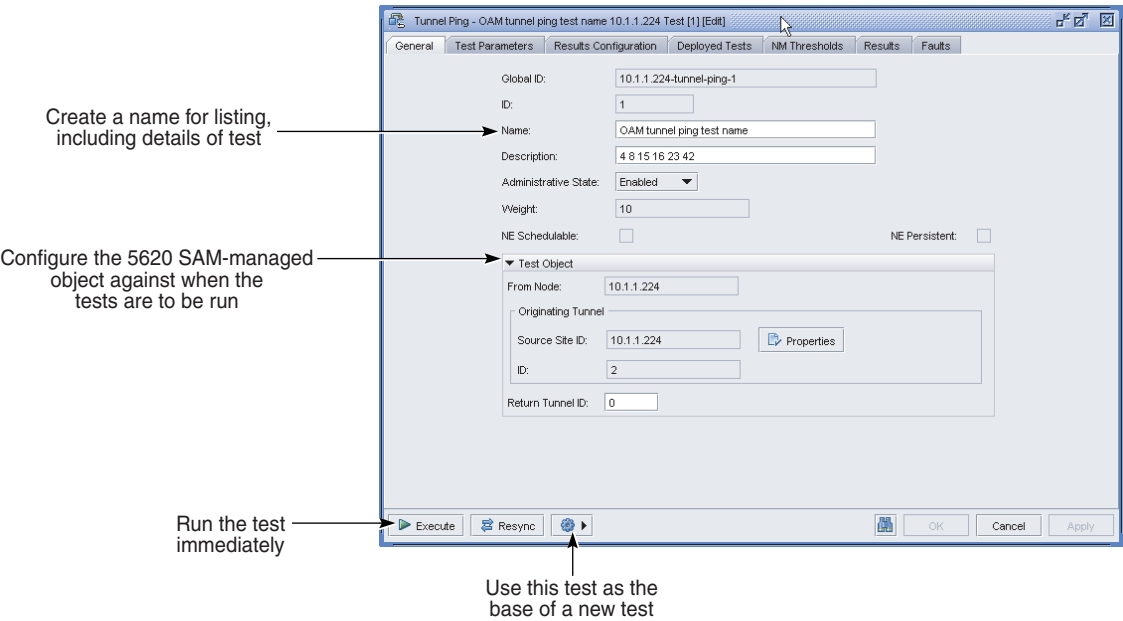 Tunnel Ping - OAM tunnel ping test name 10.1.1.224 Test [1] [Edit]
General Test Parameters Results Configuration Deployed Tests NM Thresholds Results Faults
Global ID: 10.1.1.224-tunnel-ping-1
ID: 1
Create a name for listing,
including details of test
Name: OAM tunnel ping test name
Description: 4 8 15 16 23 42
Administrative State: Enabled
Weight: 10
NE Schedulable: NE Persistent:
Configure the 5620 SAM-managed
object against when the
tests are to be run
Test Object
From Node: 10.1.1.224
Originating Tunnel
Source Site ID: 10.1.1.224 Properties
ID: 2
Return Tunnel ID: 0
Run the test
immediately
Execute Resync OK Cancel Apply
Use this test as the
base of a new test